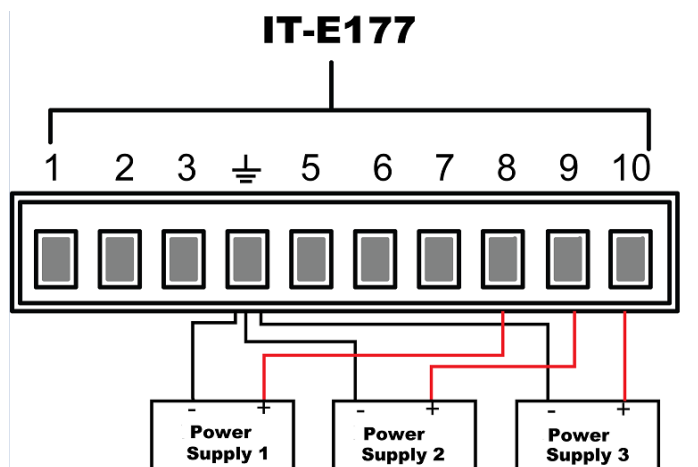 IT-E177
1 2 3 5 6 7 8 9 10
- + - + - +
Power Power Power
Supply 1 Supply 2 Supply 3